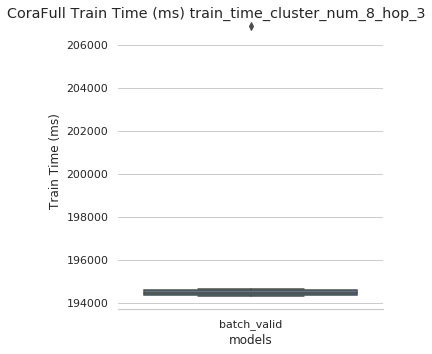 CoraFull Train Time (ms) train_time_cluster_num_8_hop_3
206000
204000
202000
200000
198000
196000
194000
Train Time (ms)
batch_valid
models